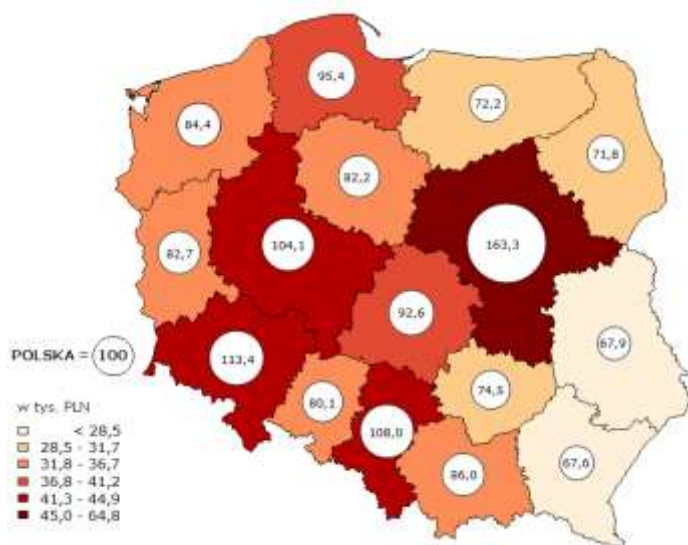 95,4
72,2
84,4
71,8
82,2
163,3
104,1
82,7
92,6
67,9
POLSKA = 100
113,4
74,5
80,1
108,0
86,0
67,6
w tys. PLN
< 28,5
28,5 - 31,7
31,8 - 36,7
36,8 - 41,2
41,3 - 44,9
45,0 - 64,8